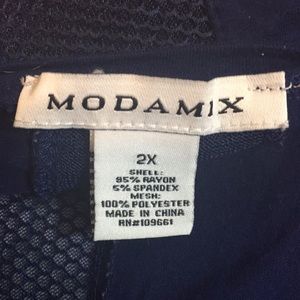 MODAMIX
2X
SHELL:
95% RAYON
5% SPANDEX
MESH:
100% POLYESTER
MADE IN CHINA
RN#109661